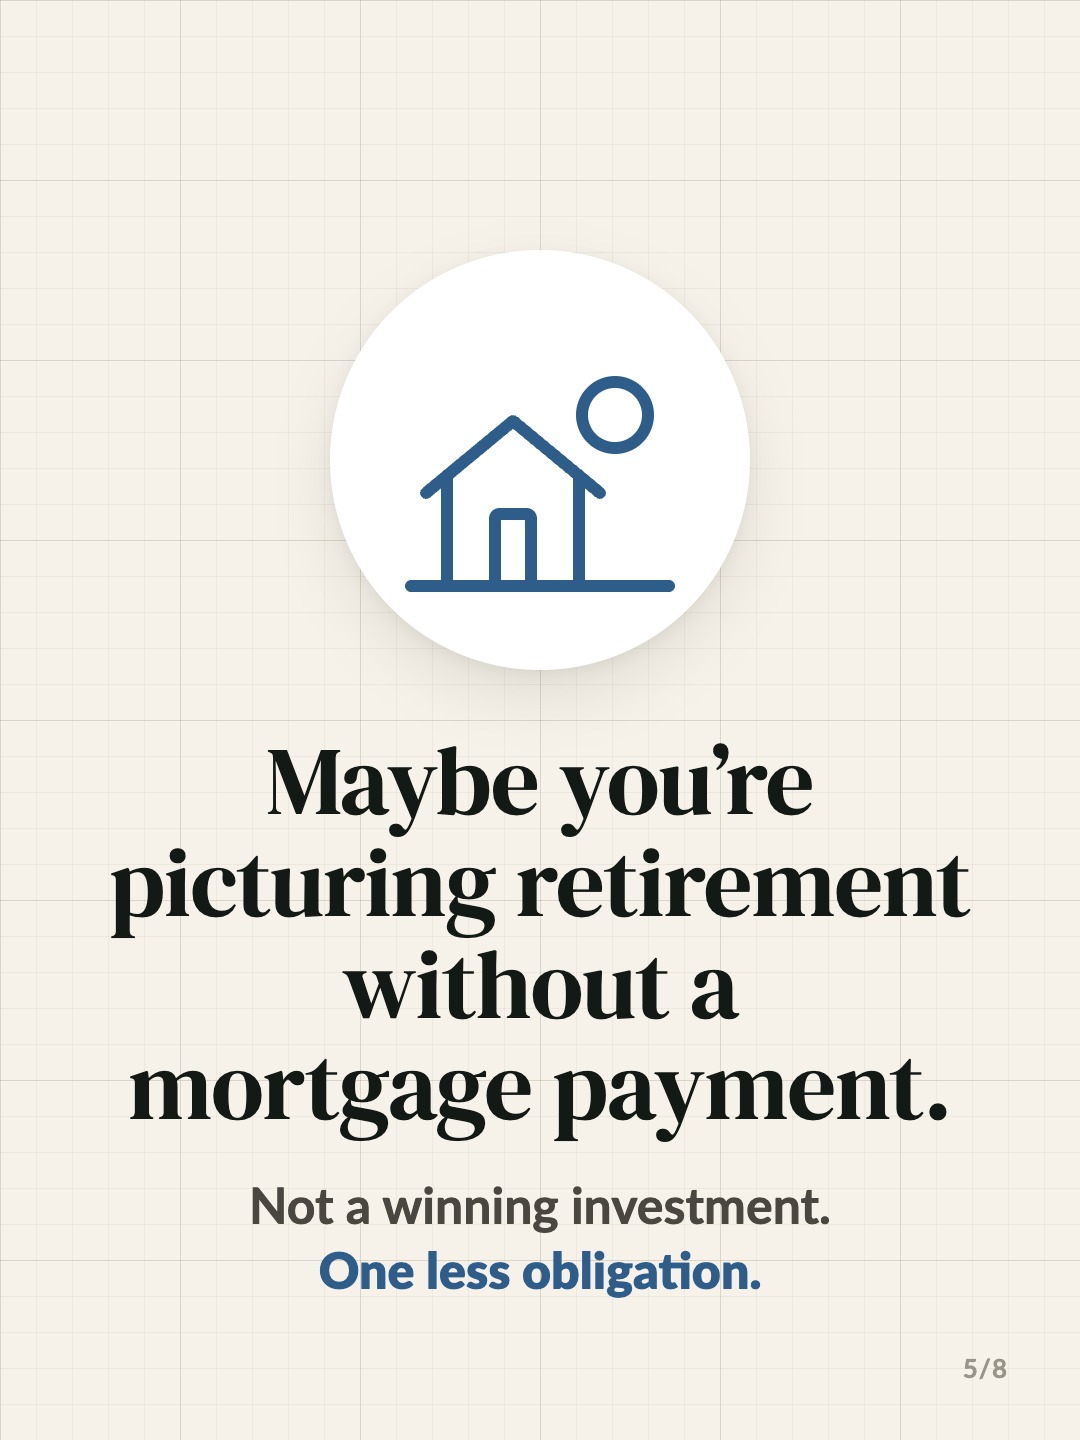 Maybe you’re
picturing retirement
without a
mortgage payment.
Not a winning investment.
One less obligation.
5/8